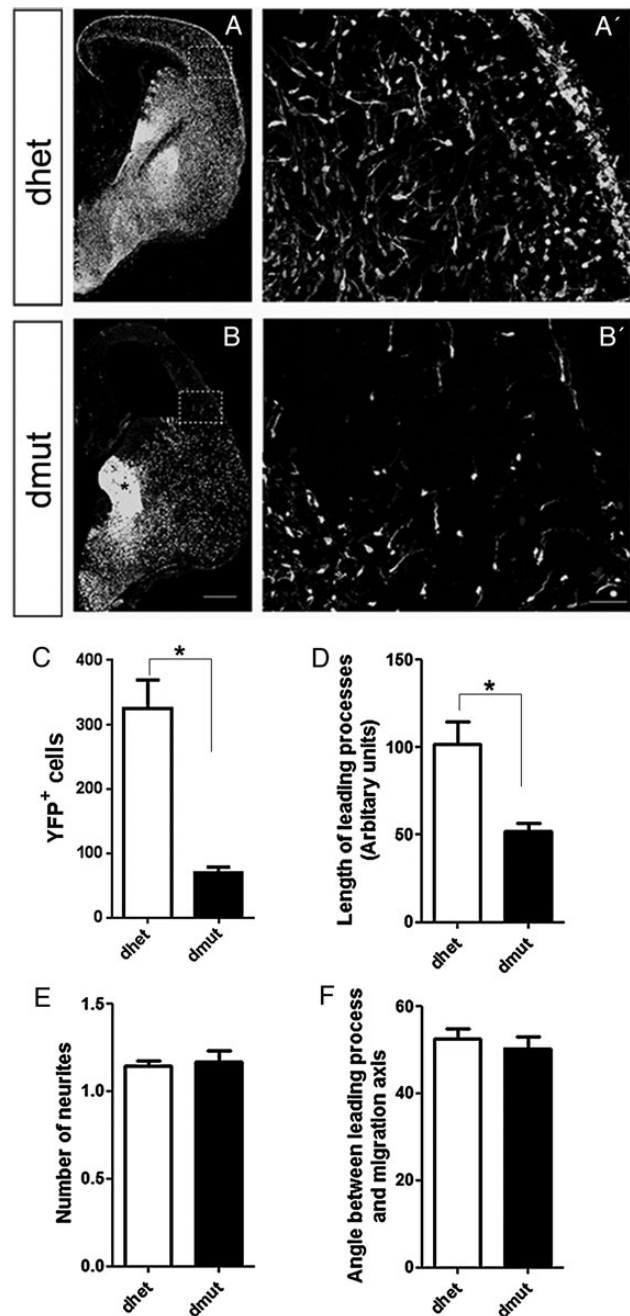 dhet
A
A′
dmut
B
*
B′
C
YFP+ cells
400
300
200
100
0
*
dhet
dmut
D
Length of leading processes
(Arbitary units)
150
100
50
0
*
dhet
dmut
E
Number of neurites
1.5
1.0
0.5
0.0
dhet
dmut
F
Angle between leading process
and migration axis
60
40
20
0
dhet
dmut